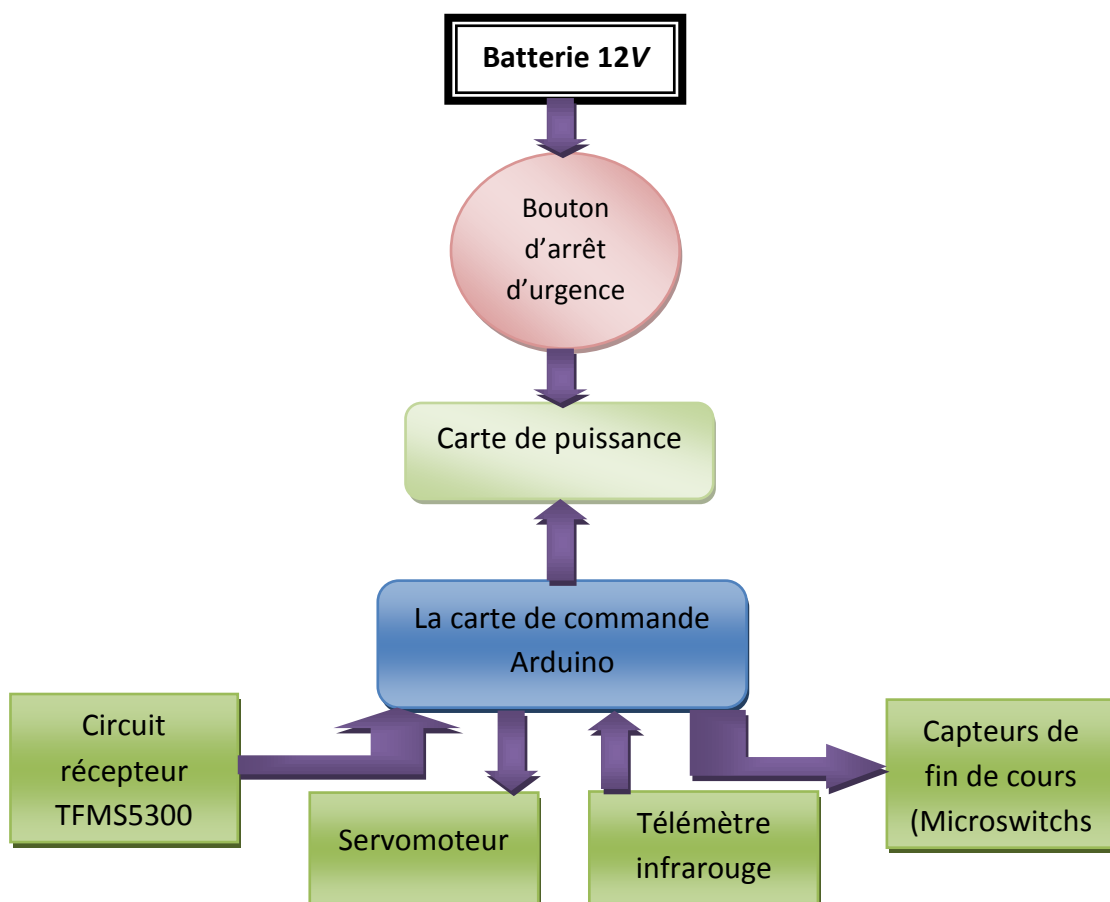 Batterie 12V
Bouton
d’arrêt
d’urgence
Carte de puissance
La carte de commande
Arduino
Circuit
récepteur
TFMS5300
Servomoteur
Télémètre
infrarouge
Capteurs de
fin de cours
(Microswitchs